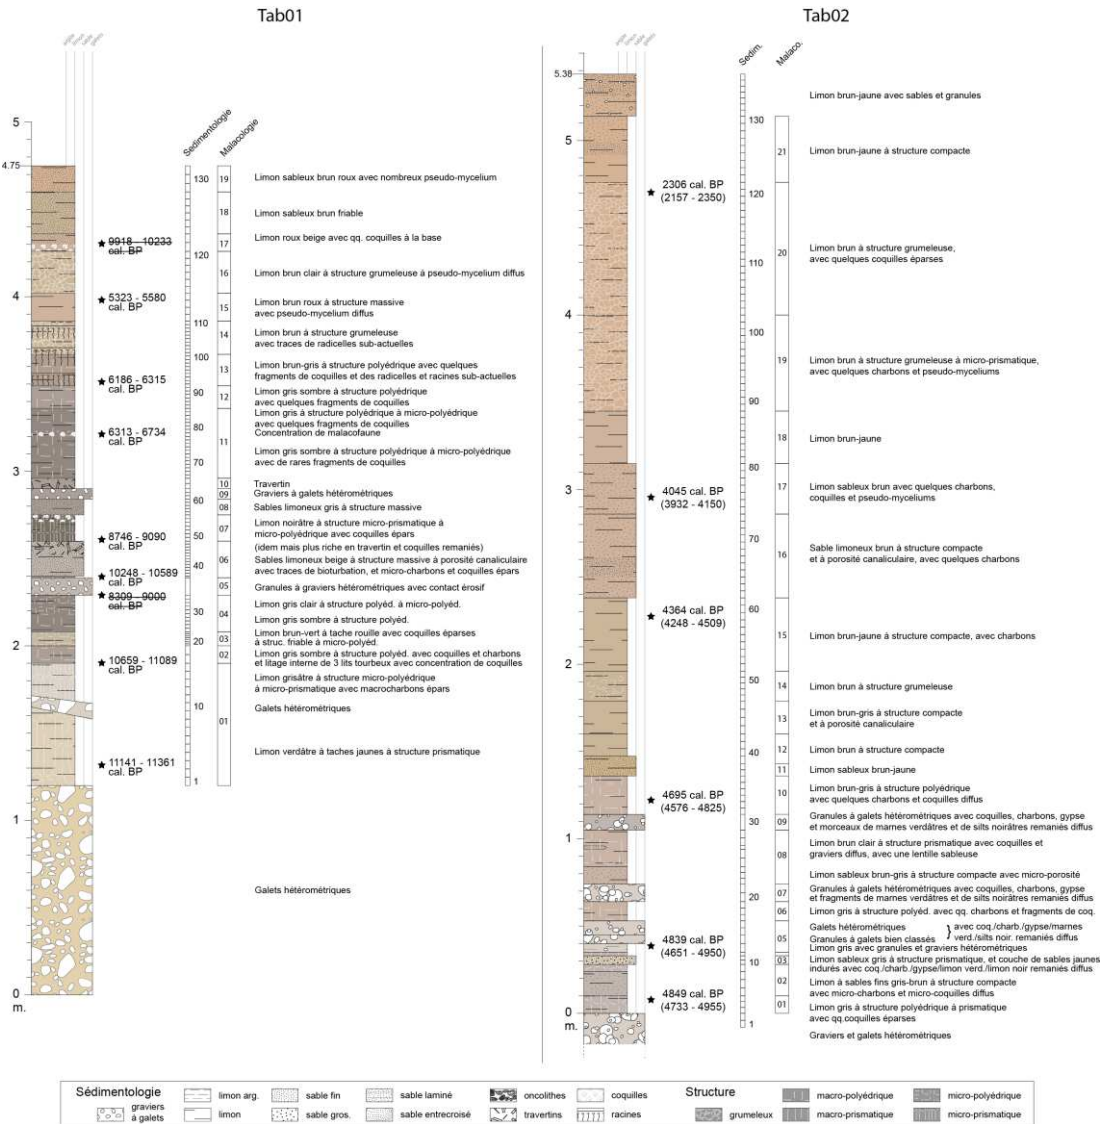 Tab01
Tab02
argile
limon
sable
galets
Sedimentologie
Malacologie
5
4.75
4
3
2
1
0
m.
9918 - 10233
cal. BP
5323 - 5580
cal. BP
6186 - 6315
cal. BP
6313 - 6734
cal. BP
8746 - 9090
cal. BP
10248 - 10589
cal. BP
8309 - 9000
cal. BP
10659 - 11089
cal. BP
11141 - 11361
cal. BP
130
120
110
100
90
80
70
60
50
40
30
20
10
1
19
18
17
16
15
14
13
12
11
10
09
08
07
06
05
04
03
02
01
Limon sableux brun roux avec nombreux pseudo-mycelium
Limon sableux brun friable
Limon roux beige avec qq. coquilles à la base
Limon brun clair à structure grumeleuse à pseudo-mycelium diffus
Limon brun roux à structure massive
avec pseudo-mycelium diffus
Limon brun à structure grumeleuse
avec traces de radicelles sub-actuelles
Limon brun-gris à structure polyédrique avec quelques
fragments de coquilles et des radicelles et racines sub-actuelles
Limon gris sombre à structure polyédrique
avec quelques fragments de coquilles
Limon gris à structure polyédrique à micro-polyédrique
avec quelques fragments de coquilles
Concentration de malacofaune
Limon gris sombre à structure polyédrique à micro-polyédrique
avec de rares fragments de coquilles
Travertin
Graviers à galets hétérométriques
Sables limoneux gris à structure massive
Limon noirâtre à structure micro-prismatique à
micro-polyédrique avec coquilles épars
(idem mais plus riche en travertin et coquilles remaniés)
Sables limoneux beige à structure massive à porosité canaliculaire
avec traces de bioturbation, et micro-charbons et coquilles épars
Granules à graviers hétérométriques avec contact érosif
Limon gris clair à structure polyéd. à micro-polyéd.
Limon gris sombre à structure polyéd.
Limon brun-vert à tache rouille avec coquilles éparses
à struc. friable à micro-polyéd.
Limon gris sombre à structure polyéd. avec coquilles et charbons
et litage interne de 3 lits tourbeux avec concentration de coquilles
Limon grisâtre à structure micro-polyédrique
à micro-prismatique avec macrocharbons épars
Galets hétérométriques
Limon verdâtre à taches jaunes à structure prismatique
Galets hétérométriques
argile
limon
sable
galets
Sedim.
Malaco.
5.38
5
4
3
2
1
0
m.
2306 cal. BP
(2157 - 2350)
4045 cal. BP
(3932 - 4150)
4364 cal. BP
(4248 - 4509)
4695 cal. BP
(4576 - 4825)
4839 cal. BP
(4651 - 4950)
4849 cal. BP
(4733 - 4955)
130
120
110
100
90
80
70
60
50
40
30
20
10
1
21
20
19
18
17
16
15
14
13
12
11
10
09
08
07
06
05
03
02
01
Limon brun-jaune avec sables et granules
Limon brun-jaune à structure compacte
Limon brun à structure grumeleuse,
avec quelques coquilles éparses
Limon brun à structure grumeleuse à micro-prismatique,
avec quelques charbons et pseudo-myceliums
Limon brun-jaune
Limon sableux brun avec quelques charbons,
coquilles et pseudo-myceliums
Sable limoneux brun à structure compacte
et à porosité canaliculaire, avec quelques charbons
Limon brun-jaune à structure compacte, avec charbons
Limon brun à structure grumeleuse
Limon brun-gris à structure compacte
et à porosité canaliculaire
Limon brun à structure compacte
Limon sableux brun-jaune
Limon brun-gris à structure polyédrique
avec quelques charbons et coquilles diffus
Granules à galets hétérométriques avec coquilles, charbons, gypse
et morceaux de marnes verdâtres et de silts noirâtres remaniés diffus
Limon brun clair à structure prismatique avec coquilles et
graviers diffus, avec une lentille sableuse
Limon sableux brun-gris à structure compacte avec micro-porosité
Granules à galets hétérométriques avec coquilles, charbons, gypse
et fragments de marnes verdâtres et de silts noirâtres remaniés diffus
Limon gris à structure polyéd. avec qq. charbons et fragments de coq.
Galets hétérométriques } avec coq./charb./gypse/marnes
Granules à galets bien classés verd./silts noir. remaniés diffus
Limon gris avec granules et graviers hétérométriques
Limon sableux gris à structure prismatique, et couche de sables jaunes
indurés avec coq./charb./gypse/limon verd./limon noir remaniés diffus
Limon à sables fins gris-brun à structure compacte
avec micro-charbons et micro-coquilles diffus
Limon gris à structure polyédrique à prismatique
avec qq.coquilles éparses
Graviers et galets hétérométriques
Sédimentologie
graviers
à galets
limon arg.
limon
sable fin
sable gros.
sable laminé
sable entrecroisé
oncolithes
travertins
coquilles
racines
Structure
grumeleux
macro-polyédrique
macro-prismatique
micro-polyédrique
micro-prismatique